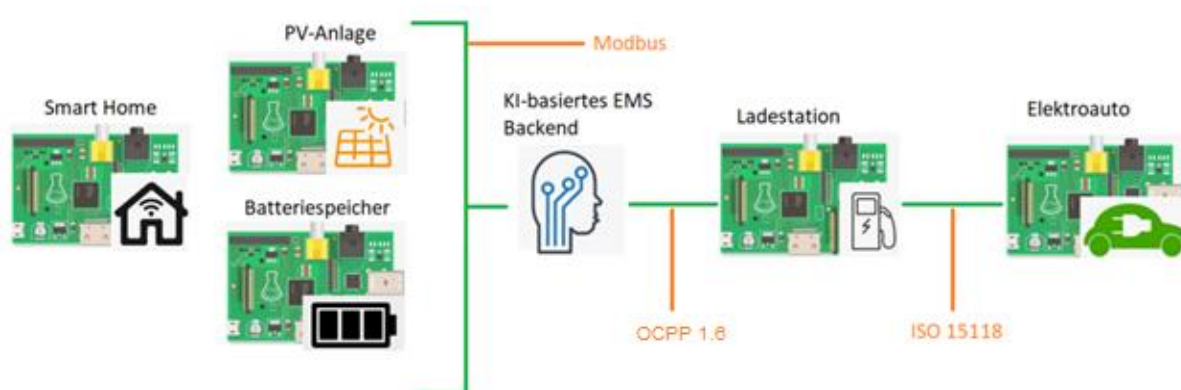 PV-Anlage
Modbus
Smart Home
KI-basiertes EMS
Backend
Ladestation
Elektroauto
Batteriespeicher
OCPP 1.6
ISO 15118